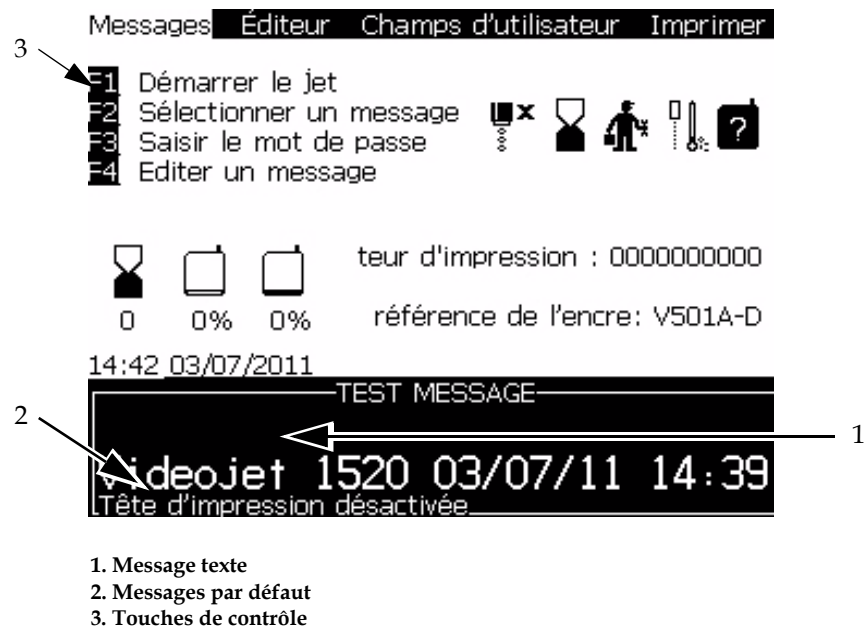 Messages Éditeur Champs d'utilisateur Imprimer
3
F1 Démarrer le jet
F2 Sélectionner un message
F3 Saisir le mot de passe
F4 Editer un message
?
teur d'impression : 0000000000
0 0% 0% référence de l'encre: V501A-D
14:42 03/07/2011
TEST MESSAGE
2
1
Videojet 1520 03/07/11 14:39
Tête d'impression désactivée
1. Message texte
2. Messages par défaut
3. Touches de contrôle